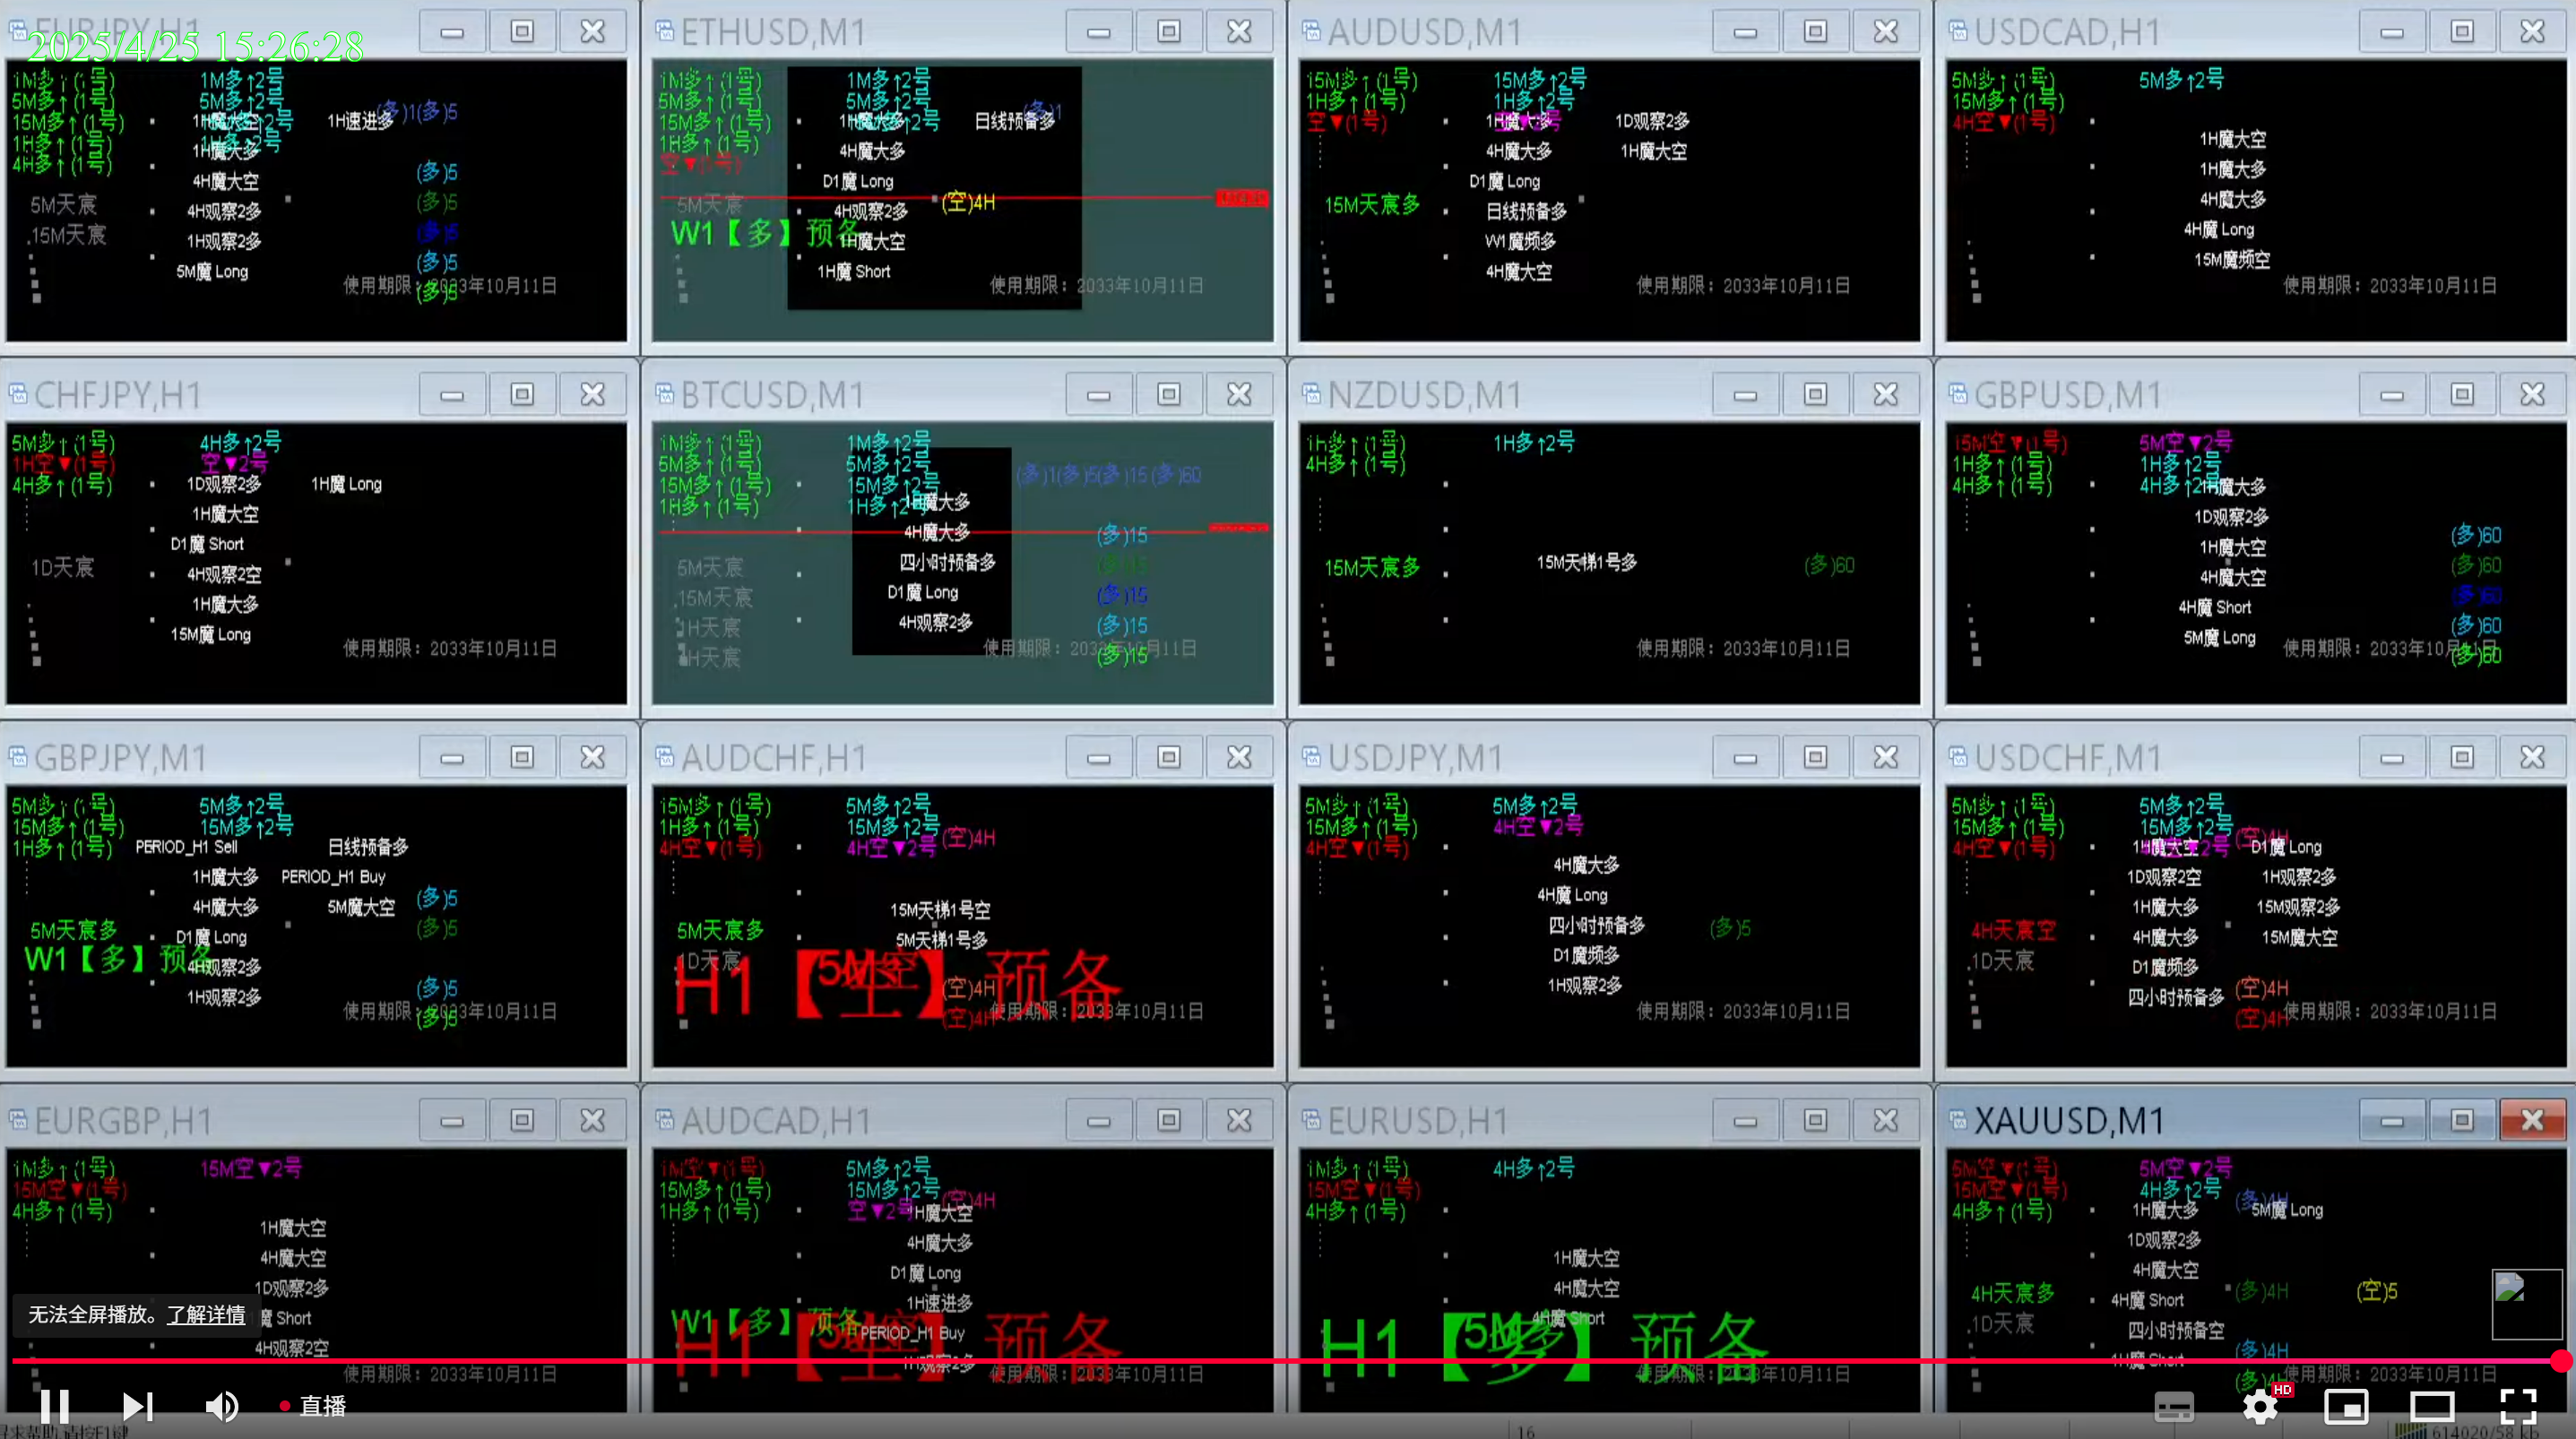 EURJPY,H1
2025/4/25 15:26:28
1M多↑(1号) 1M多↑2号
5M多↑(1号) 5M多↑2号 (多)1(多)5
15M多↑(1号) 1H魔大空 1H速进多
1H多↑(1号) 1H魔大多
4H多↑(1号) 4H魔大空 (多)5
5M天宸 4H观察2多 (多)5
15M天宸 1H观察2多 (多)5
5M魔 Long (多)5
使用期限：2033年10月11日
(多)5
ETHUSD,M1
1M多↑(1号) 1M多↑2号
5M多↑(1号) 5M多↑2号
15M多↑(1号) 日线预备多
1H多↑(1号) 4H魔大多
空▼(1号) D1魔 Long
5M天宸 4H观察2多 (空)4H
W1【多】预备 1H魔大空
1H魔 Short
使用期限：2033年10月11日
AUDUSD,M1
15M多↑(1号) 15M多↑2号
1H多↑(1号) 1H多↑2号
空▼(1号) 1H魔大多 1D观察2多
4H魔大多 1H魔大空
D1魔 Long
15M天宸多 日线预备多
W1魔频多
4H魔大空
使用期限：2033年10月11日
USDCAD,H1
5M多↑(1号) 5M多↑2号
15M多↑(1号)
4H空▼(1号)
1H魔大空
1H魔大多
4H魔大多
4H魔 Long
15M魔频空
使用期限：2033年10月11日
CHFJPY,H1
5M多↑(1号) 4H多↑2号
1H空▼(1号) 空▼2号
4H多↑(1号) 1D观察2多 1H魔 Long
1H魔大空
D1魔 Short
1D天宸 4H观察2空
1H魔大多
15M魔 Long
使用期限：2033年10月11日
BTCUSD,M1
1M多↑(1号) 1M多↑2号
5M多↑(1号) 5M多↑2号 (多)1(多)5(多)15(多)60
15M多↑(1号) 15M多↑2号
1H多↑(1号) 1H多↑2号 1H魔大多
4H魔大多 (多)15
5M天宸 四小时预备多 (多)15
15M天宸 D1魔 Long (多)15
1H天宸 4H观察2多 (多)15
4H天宸 使用期限：2033年10月11日
(多)15
NZDUSD,M1
1H多↑(1号) 1H多↑2号
4H多↑(1号)
15M天宸多 15M天梯1号多 (多)60
使用期限：2033年10月11日
GBPUSD,M1
15M空▼(1号) 5M空▼2号
1H多↑(1号) 1H多↑2号
4H多↑(1号) 4H多↑2号 1H魔大多
1D观察2多
1H魔大空 (多)60
4H魔大空 (多)60
4H魔 Short (多)60
5M魔 Long (多)60
使用期限：2033年10月11日
(多)60
GBPJPY,M1
5M多↑(1号) 5M多↑2号
15M多↑(1号) 15M多↑2号
1H多↑(1号) PERIOD_H1 Sell 日线预备多
1H魔大多 PERIOD_H1 Buy
4H魔大多 5M魔大空 (多)5
5M天宸多 D1魔 Long (多)5
W1【多】预备 4H观察2多
1H观察2多 (多)5
使用期限：2033年10月11日
(多)5
AUDCHF,H1
15M多↑(1号) 5M多↑2号
1H多↑(1号) 15M多↑2号
4H空▼(1号) 4H空▼2号 (空)4H
15M天梯1号空
5M天宸多 5M天梯1号多
1D天宸
H1【空】预备
(空)4H
(空)4H
使用期限：2033年10月11日
USDJPY,M1
5M多↑(1号) 5M多↑2号
15M多↑(1号) 4H空▼2号
4H空▼(1号)
4H魔大多
4H魔 Long
四小时预备多 (多)5
D1魔频多
1H观察2多
使用期限：2033年10月11日
USDCHF,M1
5M多↑(1号) 5M多↑2号
15M多↑(1号) 15M多↑2号 (空)4H
4H空▼(1号) 1H魔大空 D1魔 Long
1D观察2空 1H观察2多
1H魔大多 15M观察2多
4H天宸空 4H魔大多 15M魔大空
1D天宸 D1魔频多
四小时预备多 (空)4H
(空)4H
使用期限：2033年10月11日
EURGBP,H1
1M多↑(1号) 15M空▼2号
15M空▼(1号)
4H多↑(1号)
1H魔大空
4H魔大空
1D观察2多
魔 Short
4H观察2空
使用期限：2033年10月11日
AUDCAD,H1
1M空▼(1号) 5M多↑2号
15M多↑(1号) 15M多↑2号 (空)4H
1H多↑(1号) 空▼2号 1H魔大空
4H魔大多
D1魔 Long
1H速进多
W1【多】预备 PERIOD_H1 Buy
H1【空】预备
1H观察2多
使用期限：2033年10月11日
EURUSD,H1
1M多↑(1号) 4H多↑2号
15M空▼(1号)
4H多↑(1号)
1H魔大空
4H魔大空
4H魔 Short
H1【多】预备
使用期限：2033年10月11日
XAUUSD,M1
5M空▼(1号) 5M空▼2号
15M空▼(1号) 4H多↑2号 (多)4H
4H多↑(1号) 1H魔大多 5M魔 Long
1D观察2多
4H魔大空
4H天宸多 4H魔 Short (多)4H (空)5
1D天宸 四小时预备空
1H魔 Short (多)4H
使用期限：2033年10月11日
无法全屏播放。了解详情
直播
HD
16
614020/58 kb